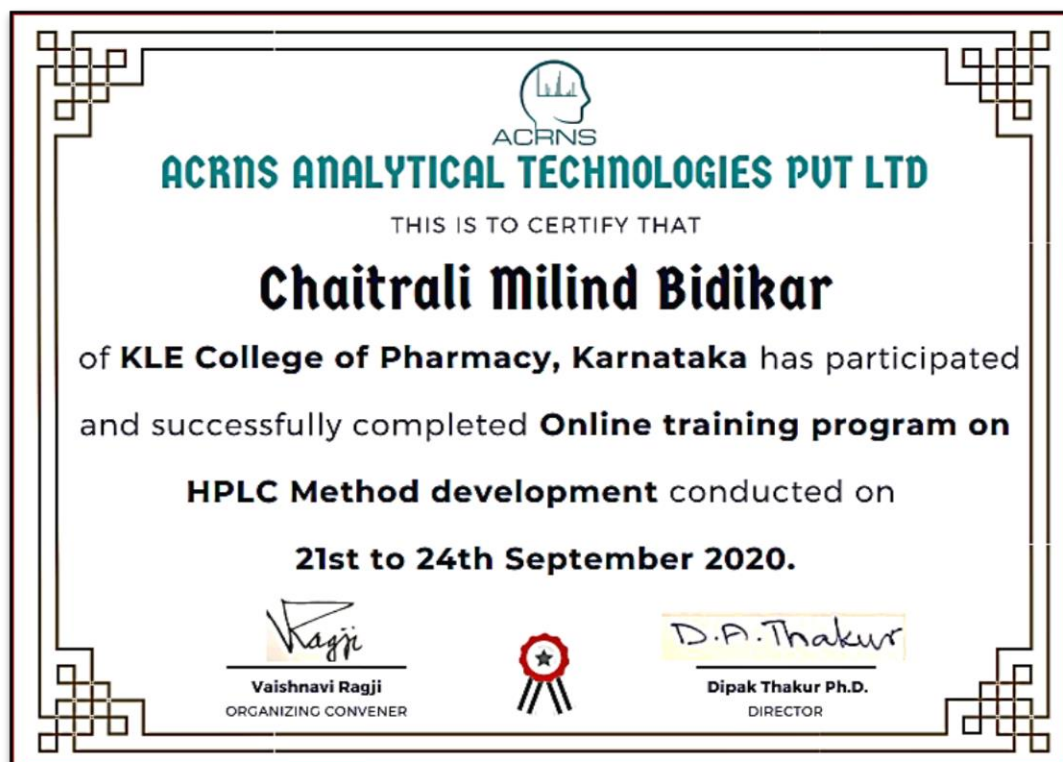 ACRNS
ACRNS ANALYTICAL TECHNOLOGIES PVT LTD
THIS IS TO CERTIFY THAT
Chaitrali Milind Bidikar
of KLE College of Pharmacy, Karnataka has participated
and successfully completed Online training program on
HPLC Method development conducted on
21st to 24th September 2020.
VRagji
D.A.Thakur
Vaishnavi Ragji
Dipak Thakur Ph.D.
ORGANIZING CONVENER
DIRECTOR